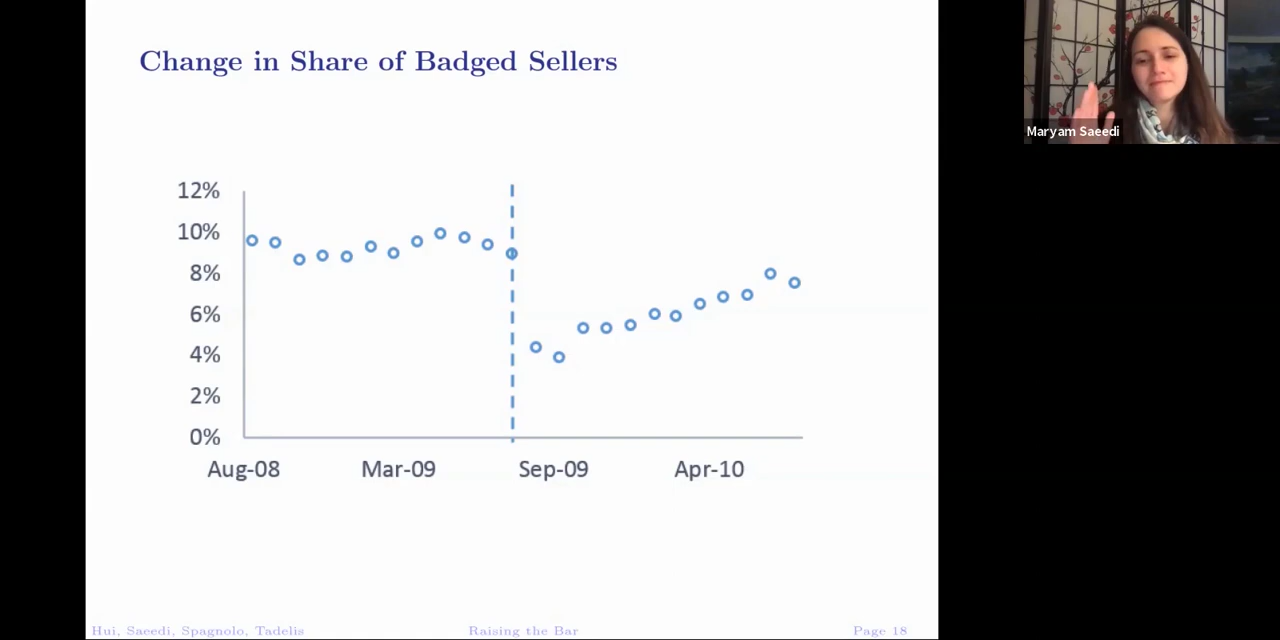 Change in Share of Badged Sellers
Maryam Saeedi
12%
10%
8%
6%
4%
2%
0%
Aug-08 Mar-09 Sep-09 Apr-10
Hui, Saeedi, Spagnolo, Tadelis Raising the Bar Page 18